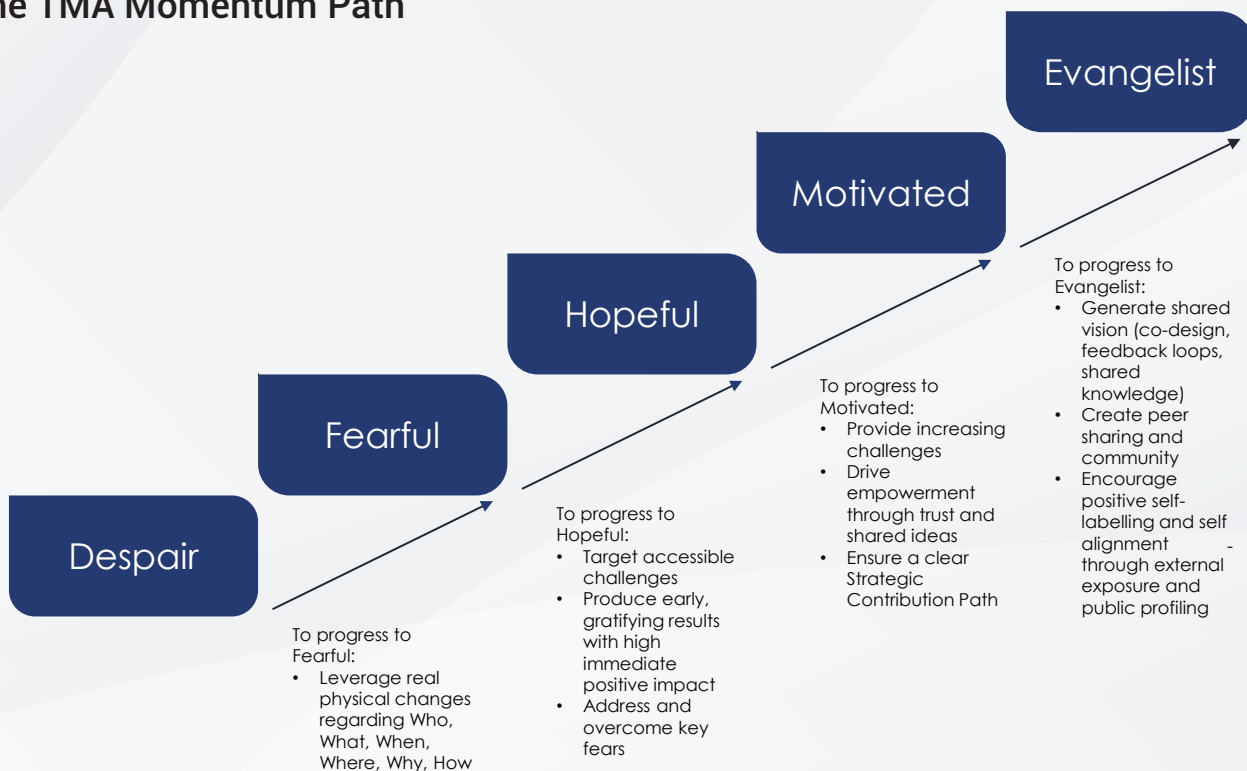 ne TMA Momentum Path
Evangelist
Motivated
Hopeful
Fearful
Despair
To progress to
Fearful:
• Leverage real
physical changes
regarding Who,
What, When,
Where, Why, How
To progress to
Hopeful:
• Target accessible
challenges
• Produce early,
gratifying results
with high
immediate
positive impact
• Address and
overcome key
fears
To progress to
Motivated:
• Provide increasing
challenges
• Drive
empowerment
through trust and
shared ideas
• Ensure a clear
Strategic
Contribution Path
To progress to
Evangelist:
• Generate shared
vision (co-design,
feedback loops,
shared
knowledge)
• Create peer
sharing and
community
• Encourage
positive self-
labelling and self
alignment -
through external
exposure and
public profiling